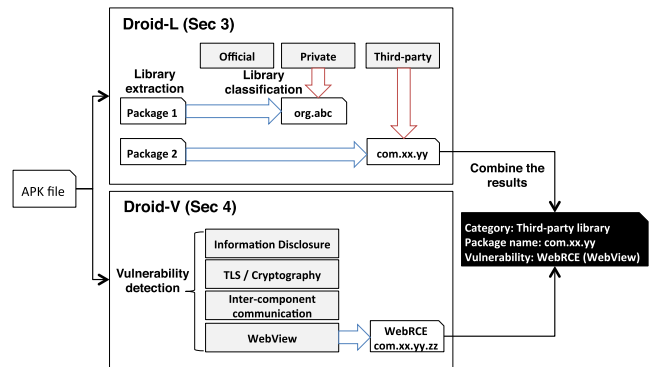 Droid-L (Sec 3)
Official
Private
Third-party
Library
extraction
Library
classification
Package 1
org.abc
Package 2
com.xx.yy
Combine the
results
APK file
Droid-V (Sec 4)
Category: Third-party library
Package name: com.xx.yy
Vulnerability: WebRCE (WebView)
Vulnerability
detection
Information Disclosure
TLS / Cryptography
Inter-component
communication
WebView
WebRCE
com.xx.yy.zz